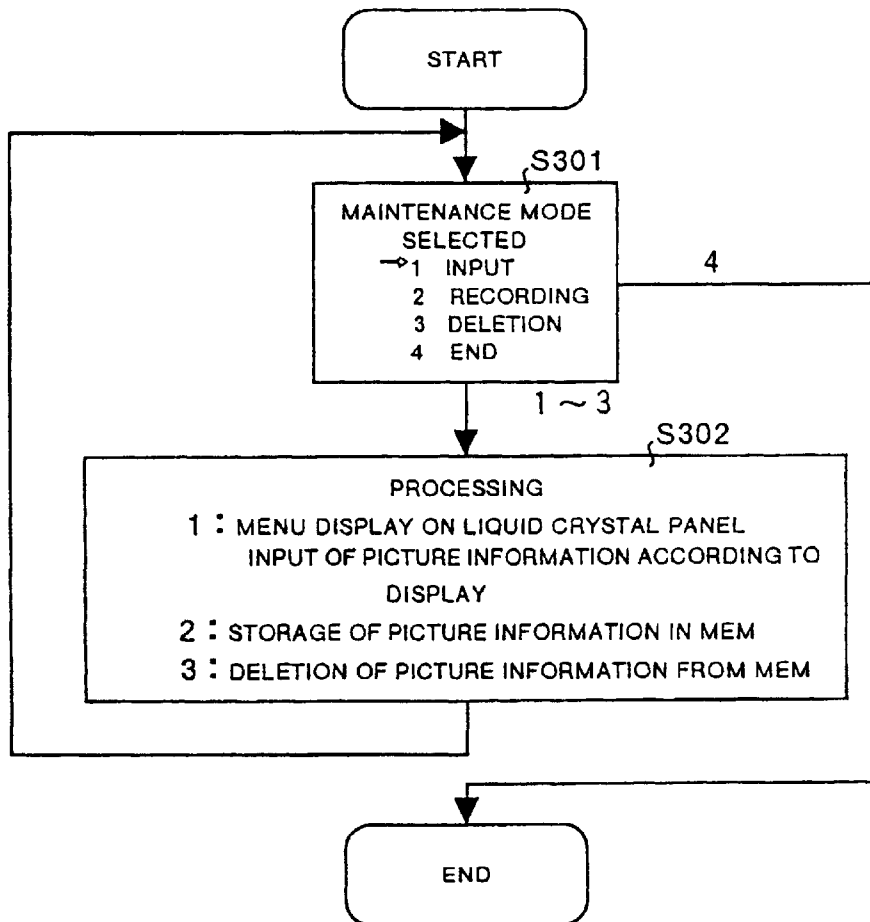 START
S301
MAINTENANCE MODE
SELECTED
1 INPUT
2 RECORDING
3 DELETION
4 END
4
1 ~ 3
S302
PROCESSING
1 : MENU DISPLAY ON LIQUID CRYSTAL PANEL
INPUT OF PICTURE INFORMATION ACCORDING TO
DISPLAY
2 : STORAGE OF PICTURE INFORMATION IN MEM
3 : DELETION OF PICTURE INFORMATION FROM MEM
END